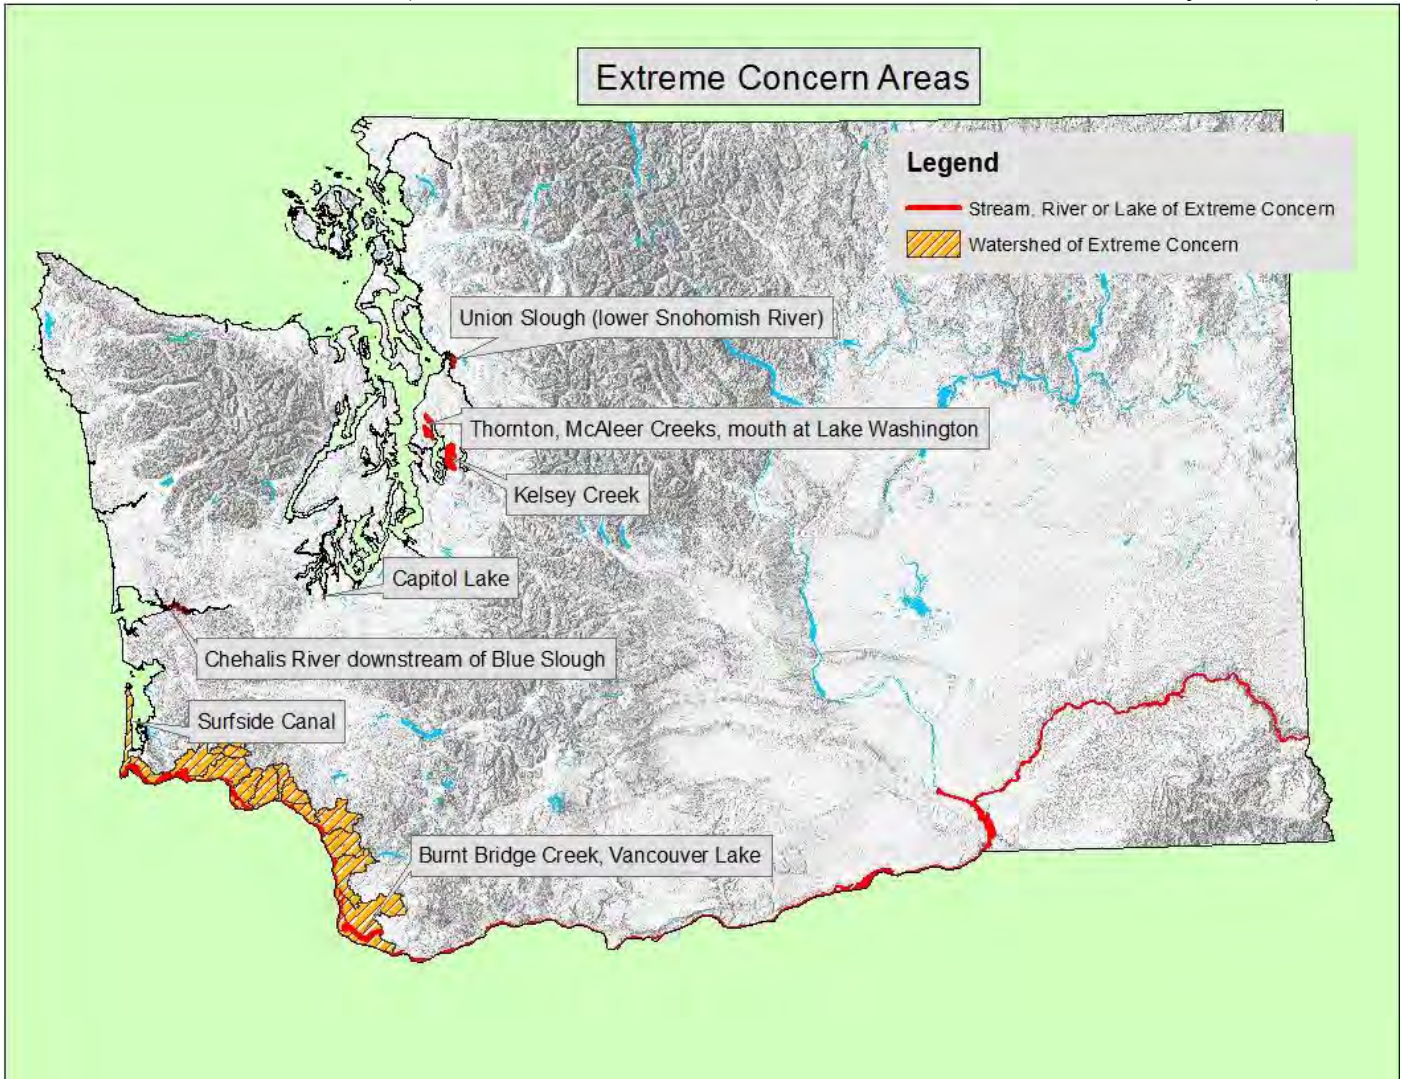 Extreme Concern Areas
Legend
Stream, River or Lake of Extreme Concern
Watershed of Extreme Concern
Union Slough (lower Snohomish River)
Thornton, McAleer Creeks, mouth at Lake Washington
Kelsey Creek
Capitol Lake
Chehalis River downstream of Blue Slough
Surfside Canal
Burnt Bridge Creek, Vancouver Lake